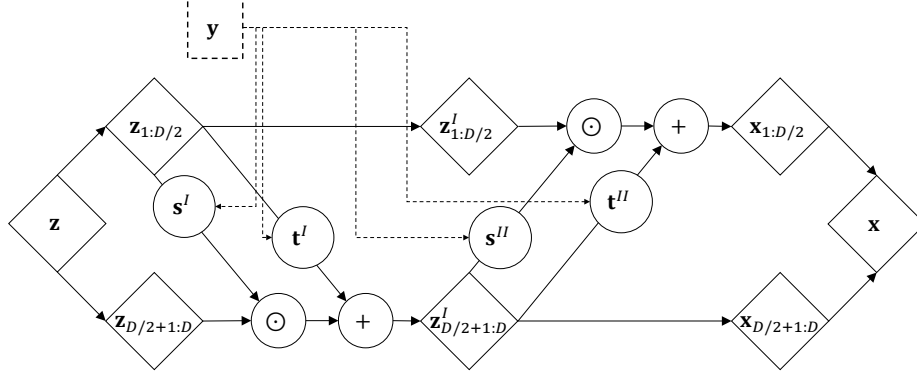 y
z_{1:D/2}
z^I_{1:D/2}
⊙
+
x_{1:D/2}
s^I
t^{II}
z
t^I
s^{II}
x
z_{D/2+1:D}
⊙
+
z^I_{D/2+1:D}
x_{D/2+1:D}